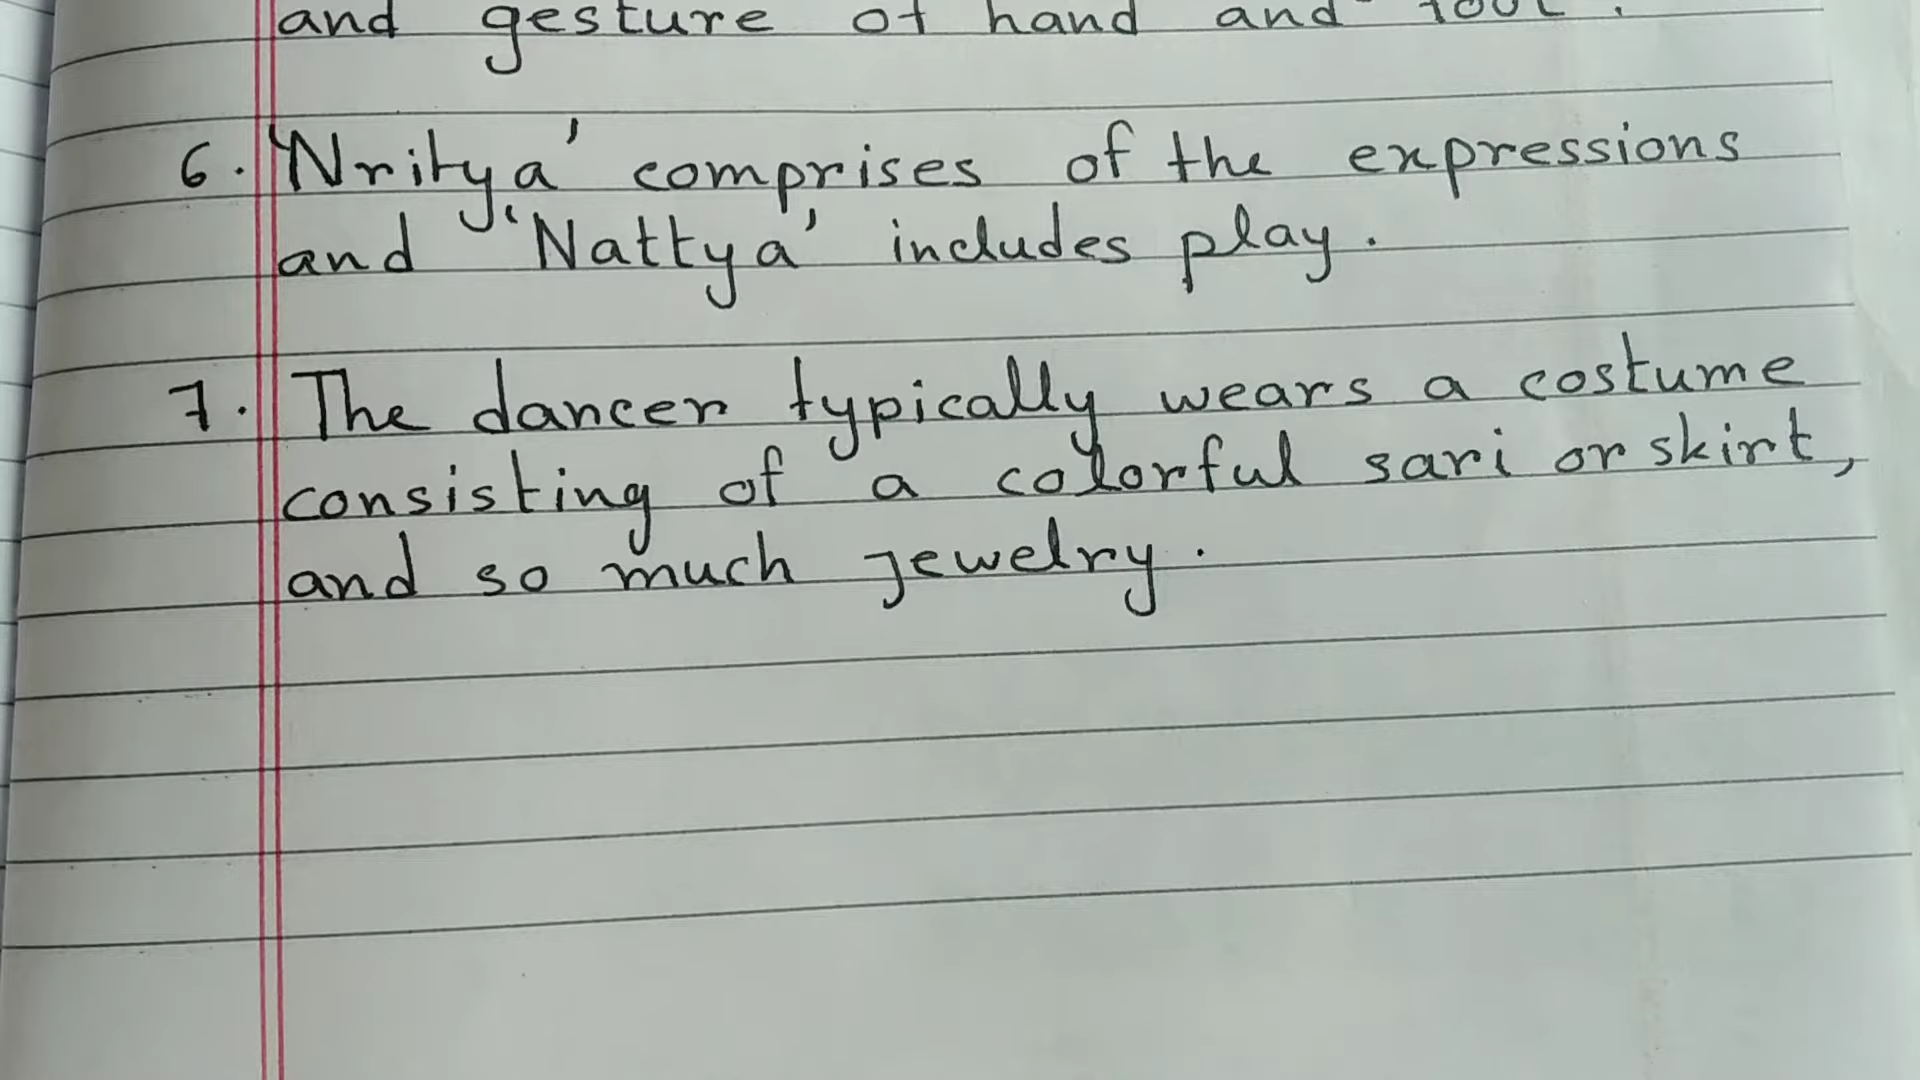 and gesture of hand and foot.
6. 'Nritya' comprises of the expressions
and 'Nattya' includes play.
7. The dancer typically wears a costume
consisting of a colorful sari or skirt,
and so much jewelry.